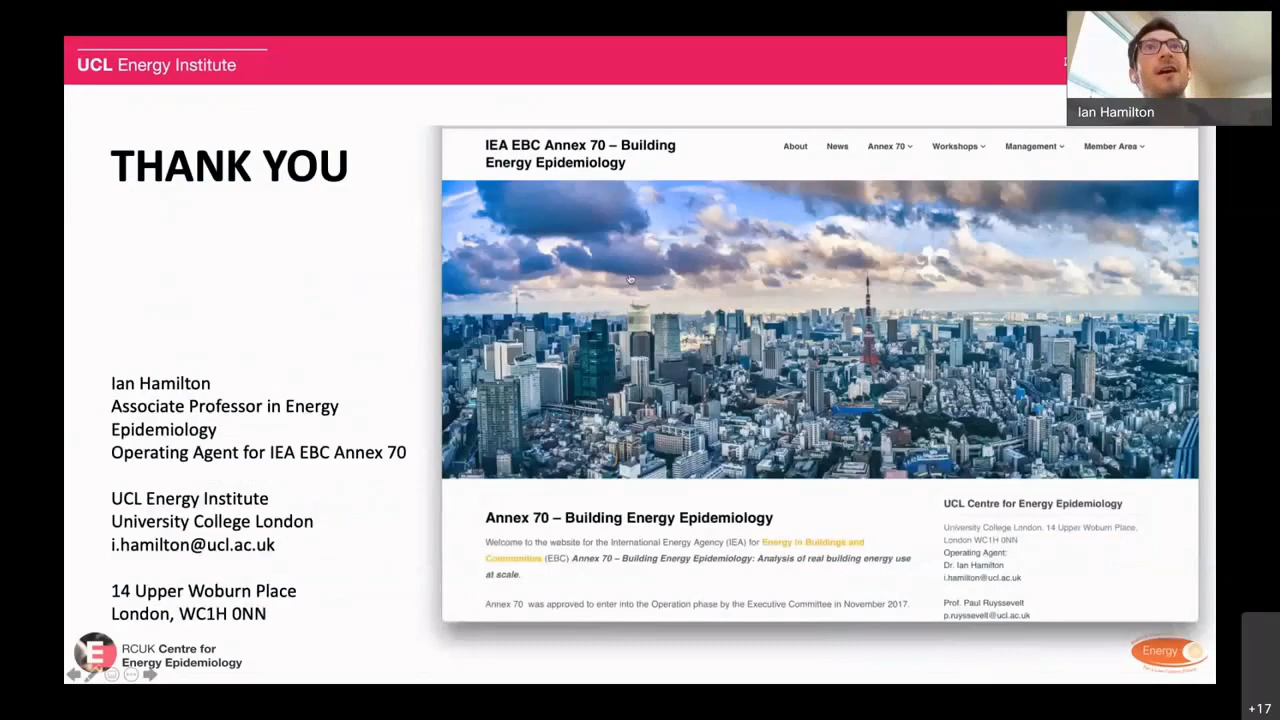 UCL Energy Institute
Ian Hamilton
THANK YOU
IEA EBC Annex 70 – Building
Energy Epidemiology
About News Annex 70 Workshops Management Member Area
Ian Hamilton
Associate Professor in Energy
Epidemiology
Operating Agent for IEA EBC Annex 70
UCL Energy Institute
University College London
i.hamilton@ucl.ac.uk
14 Upper Woburn Place
London, WC1H 0NN
Annex 70 – Building Energy Epidemiology
Welcome to the website for the International Energy Agency (IEA) for Energy in Buildings and
Communities (EBC) Annex 70 – Building Energy Epidemiology: Analysis of real building energy use
at scale.
Annex 70 was approved to enter into the Operation phase by the Executive Committee in November 2017.
UCL Centre for Energy Epidemiology
University College London. 14 Upper Woburn Place.
London WC1H 0NN
Operating Agent:
Dr. Ian Hamilton
i.hamilton@ucl.ac.uk
Prof. Paul Ruyssevelt
p.ruyssevelt@ucl.ac.uk
E
RCUK Centre for
Energy Epidemiology
Energy
+17